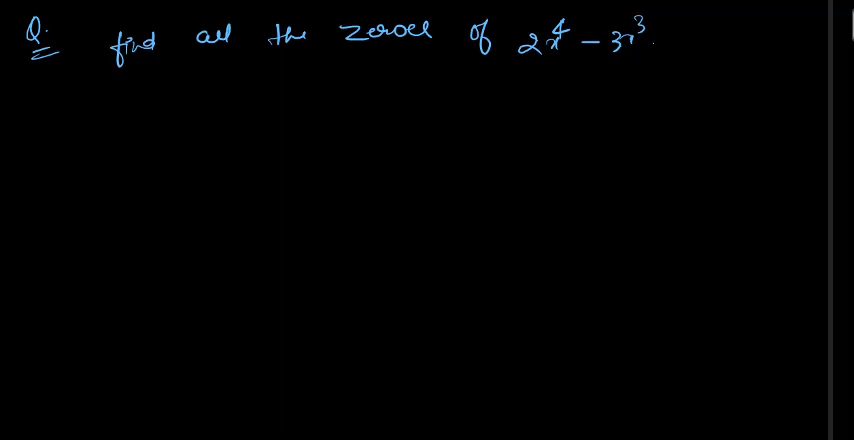 Q. find all the zeroes of 2x⁴ - 3x³.